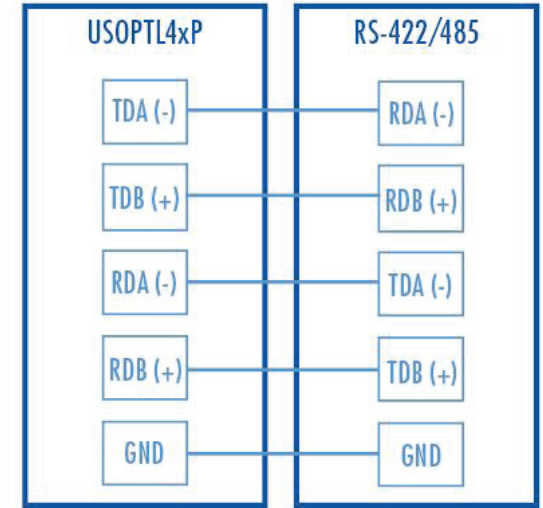 USOPTL4xP RS-422/485
TDA (-) RDA (-)
TDB (+) RDB (+)
RDA (-) TDA (-)
RDB (+) TDB (+)
GND GND